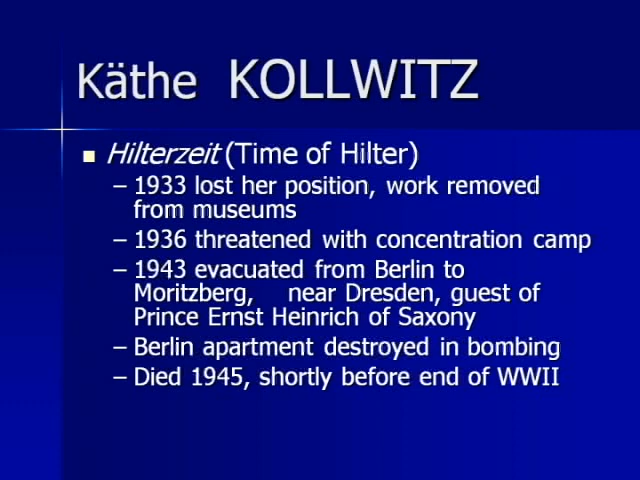 Käthe KOLLWITZ
Hilterzeit (Time of Hilter)
– 1933 lost her position, work removed
from museums
– 1936 threatened with concentration camp
– 1943 evacuated from Berlin to
Moritzberg, near Dresden, guest of
Prince Ernst Heinrich of Saxony
– Berlin apartment destroyed in bombing
– Died 1945, shortly before end of WWII